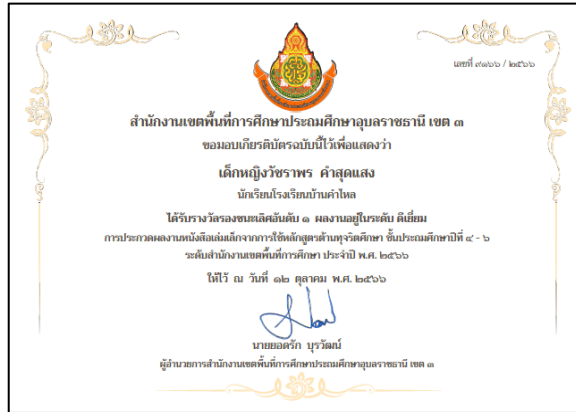 เลขที่ ๙๑๖๖ / ๒๕๖๖
สำนักงานเขตพื้นที่การศึกษาประถมศึกษาอุบลราชธานี เขต ๓
ขอมอบเกียรติบัตรฉบับนี้ไว้เพื่อแสดงว่า
เด็กหญิงวัชราพร คำสุดแสง
นักเรียนโรงเรียนบ้านคำไหล
ได้รับรางวัลรองชนะเลิศอันดับ ๑ ผลงานอยู่ในระดับ ดีเยี่ยม
การประกวดผลงานหนังสือเล่มเล็กจากการใช้หลักสูตรต้านทุจริตศึกษา ชั้นประถมศึกษาปีที่ ๔ - ๖
ระดับสำนักงานเขตพื้นที่การศึกษา ประจำปี พ.ศ. ๒๕๖๖
ให้ไว้ ณ วันที่ ๑๒ ตุลาคม พ.ศ. ๒๕๖๖
นายยอดรัก บุรวัฒน์
ผู้อำนวยการสำนักงานเขตพื้นที่การศึกษาประถมศึกษาอุบลราชธานี เขต ๓